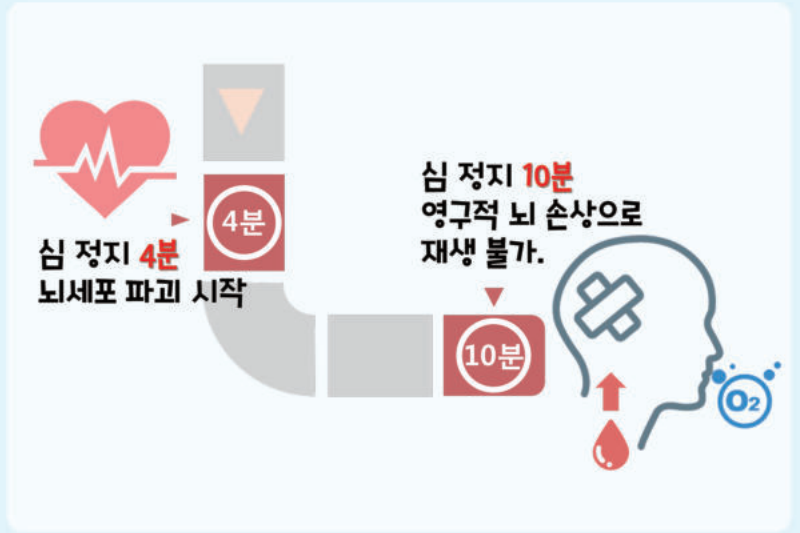 4분
심 정지 4분
뇌세포 파괴 시작
심 정지 10분
영구적 뇌 손상으로
재생 불가.
10분
O2